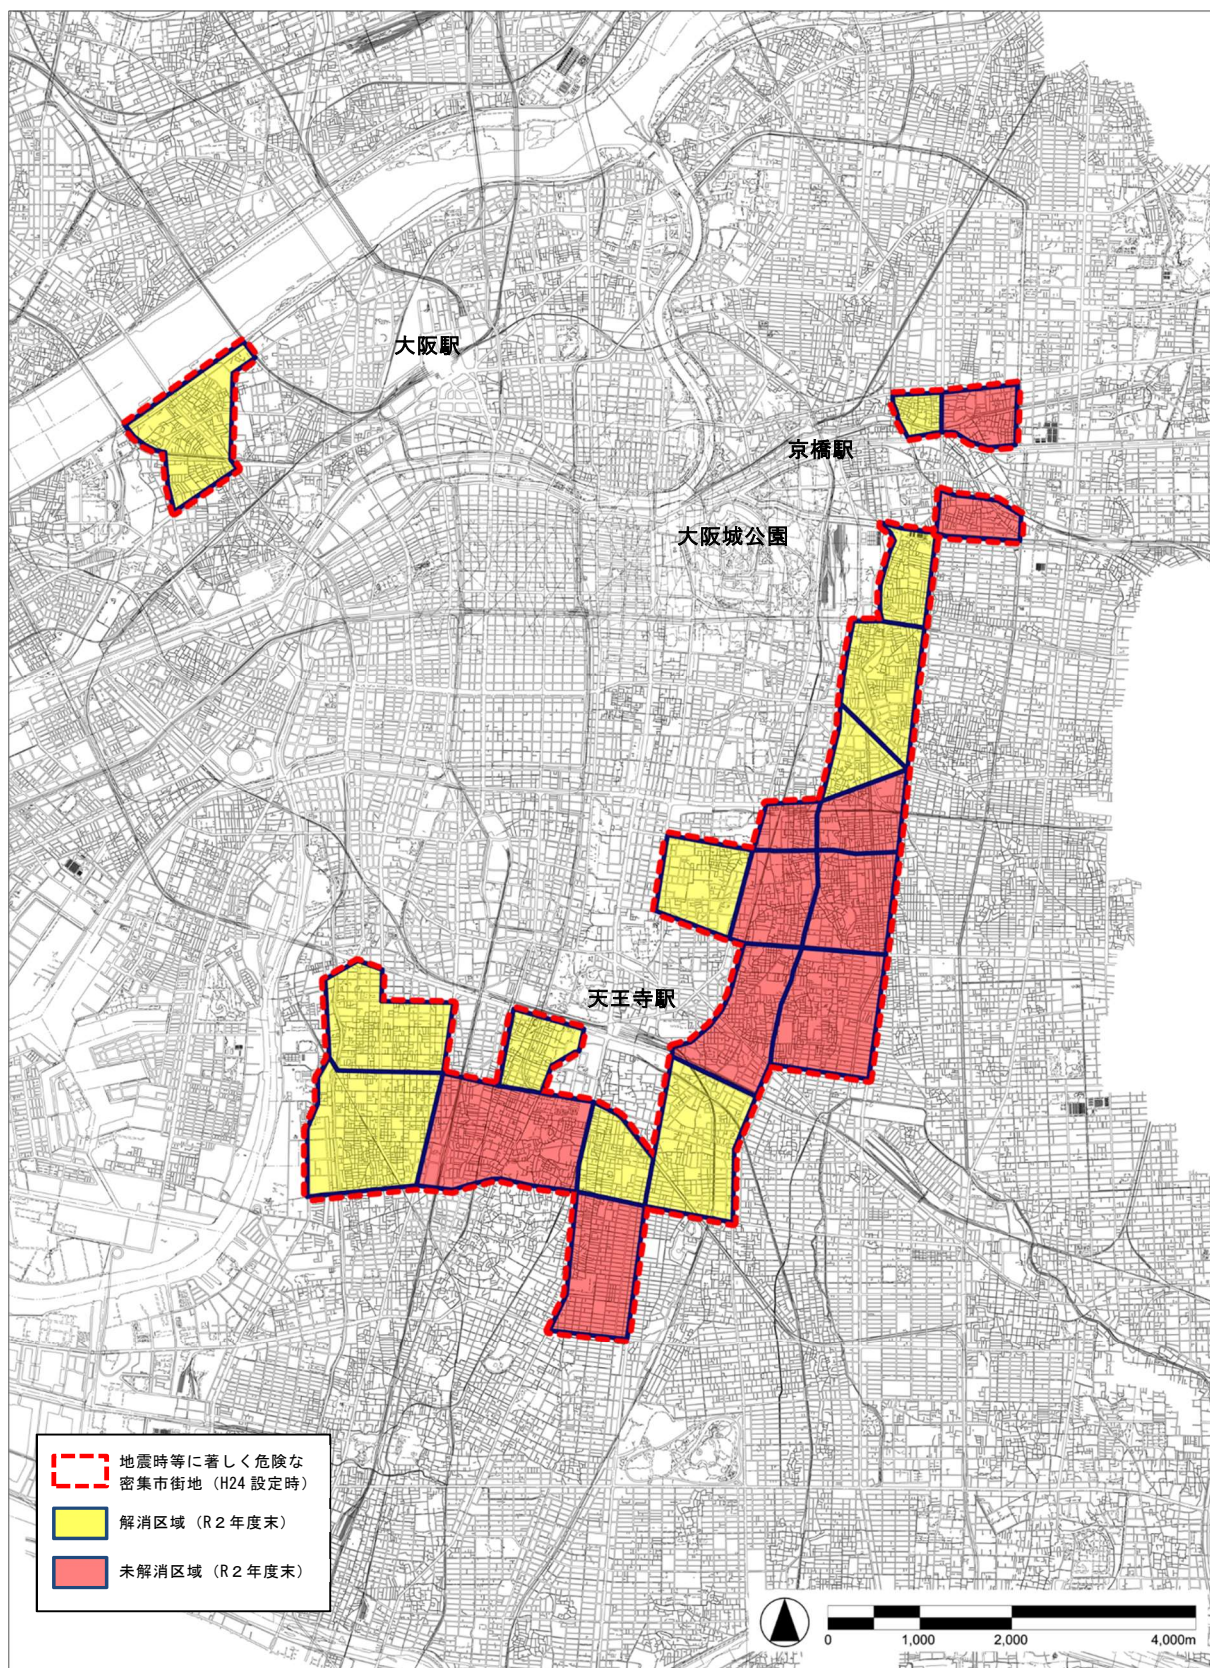 大阪駅
京橋駅
大阪城公園
天王寺駅
地震時等に著しく危険な
密集市街地（H24 設定時）
解消区域（R２年度末）
未解消区域（R２年度末）
0 1,000 2,000 4,000m